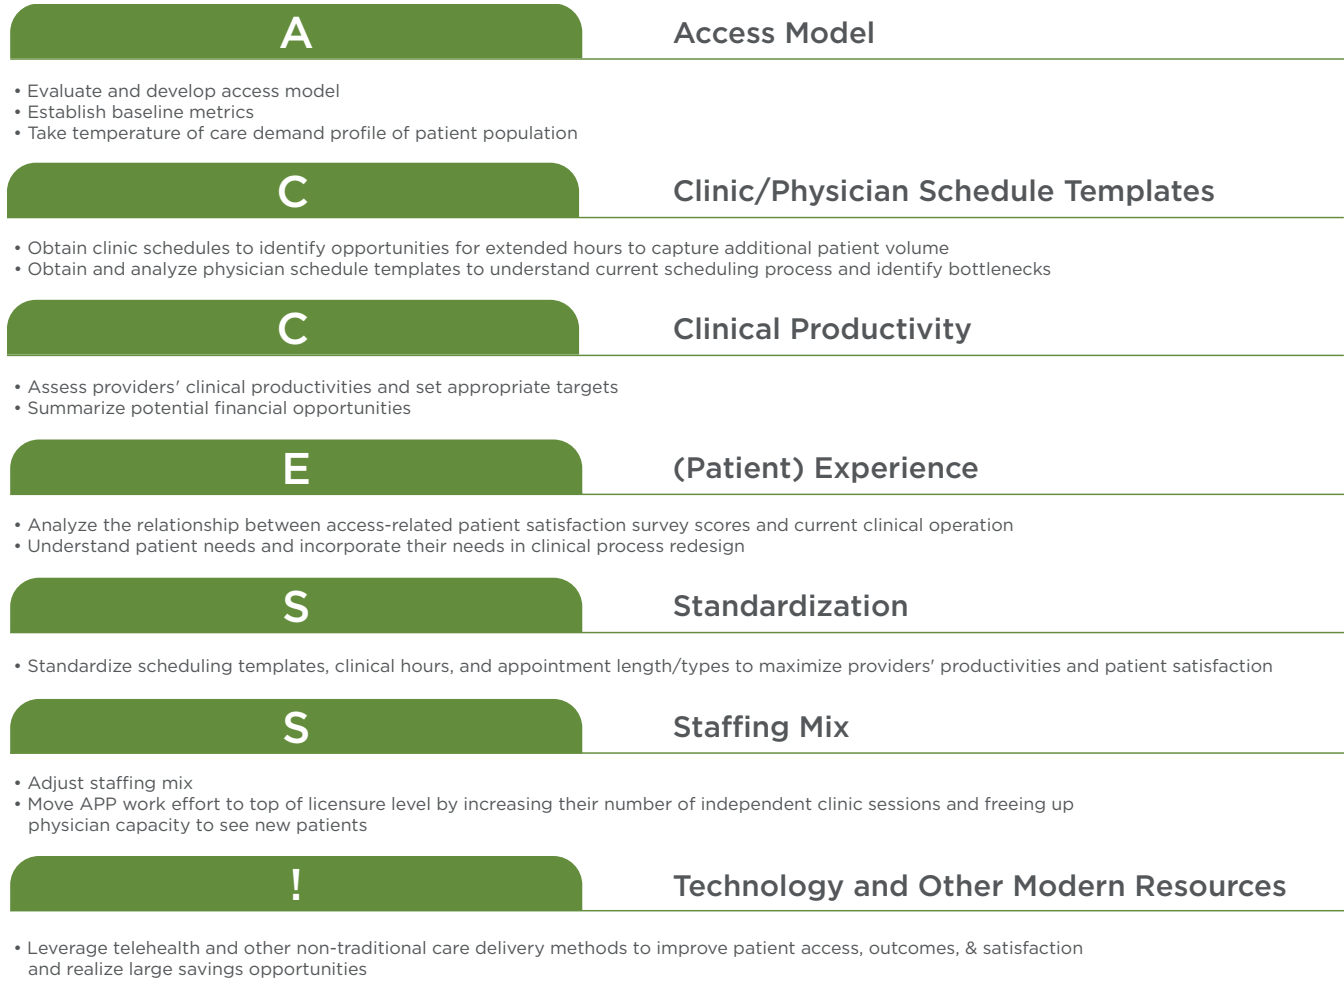 A
Access Model
• Evaluate and develop access model
• Establish baseline metrics
• Take temperature of care demand profile of patient population
C
Clinic/Physician Schedule Templates
• Obtain clinic schedules to identify opportunities for extended hours to capture additional patient volume
• Obtain and analyze physician schedule templates to understand current scheduling process and identify bottlenecks
C
Clinical Productivity
• Assess providers' clinical productivities and set appropriate targets
• Summarize potential financial opportunities
E
(Patient) Experience
• Analyze the relationship between access-related patient satisfaction survey scores and current clinical operation
• Understand patient needs and incorporate their needs in clinical process redesign
S
Standardization
• Standardize scheduling templates, clinical hours, and appointment length/types to maximize providers' productivities and patient satisfaction
S
Staffing Mix
• Adjust staffing mix
• Move APP work effort to top of licensure level by increasing their number of independent clinic sessions and freeing up
physician capacity to see new patients
!
Technology and Other Modern Resources
• Leverage telehealth and other non-traditional care delivery methods to improve patient access, outcomes, & satisfaction
and realize large savings opportunities